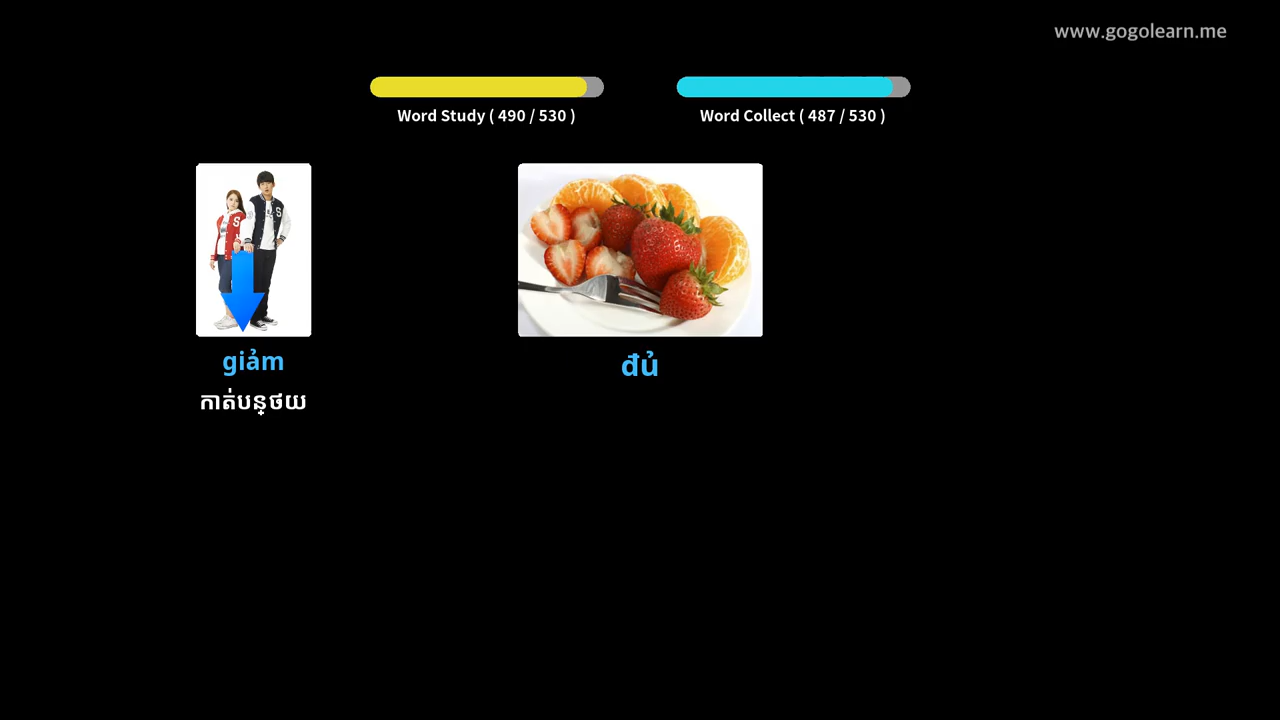 www.gogolearn.me
Word Study ( 490 / 530 )
Word Collect ( 487 / 530 )
S
S
giảm
កាត់បន្ថយ
đủ